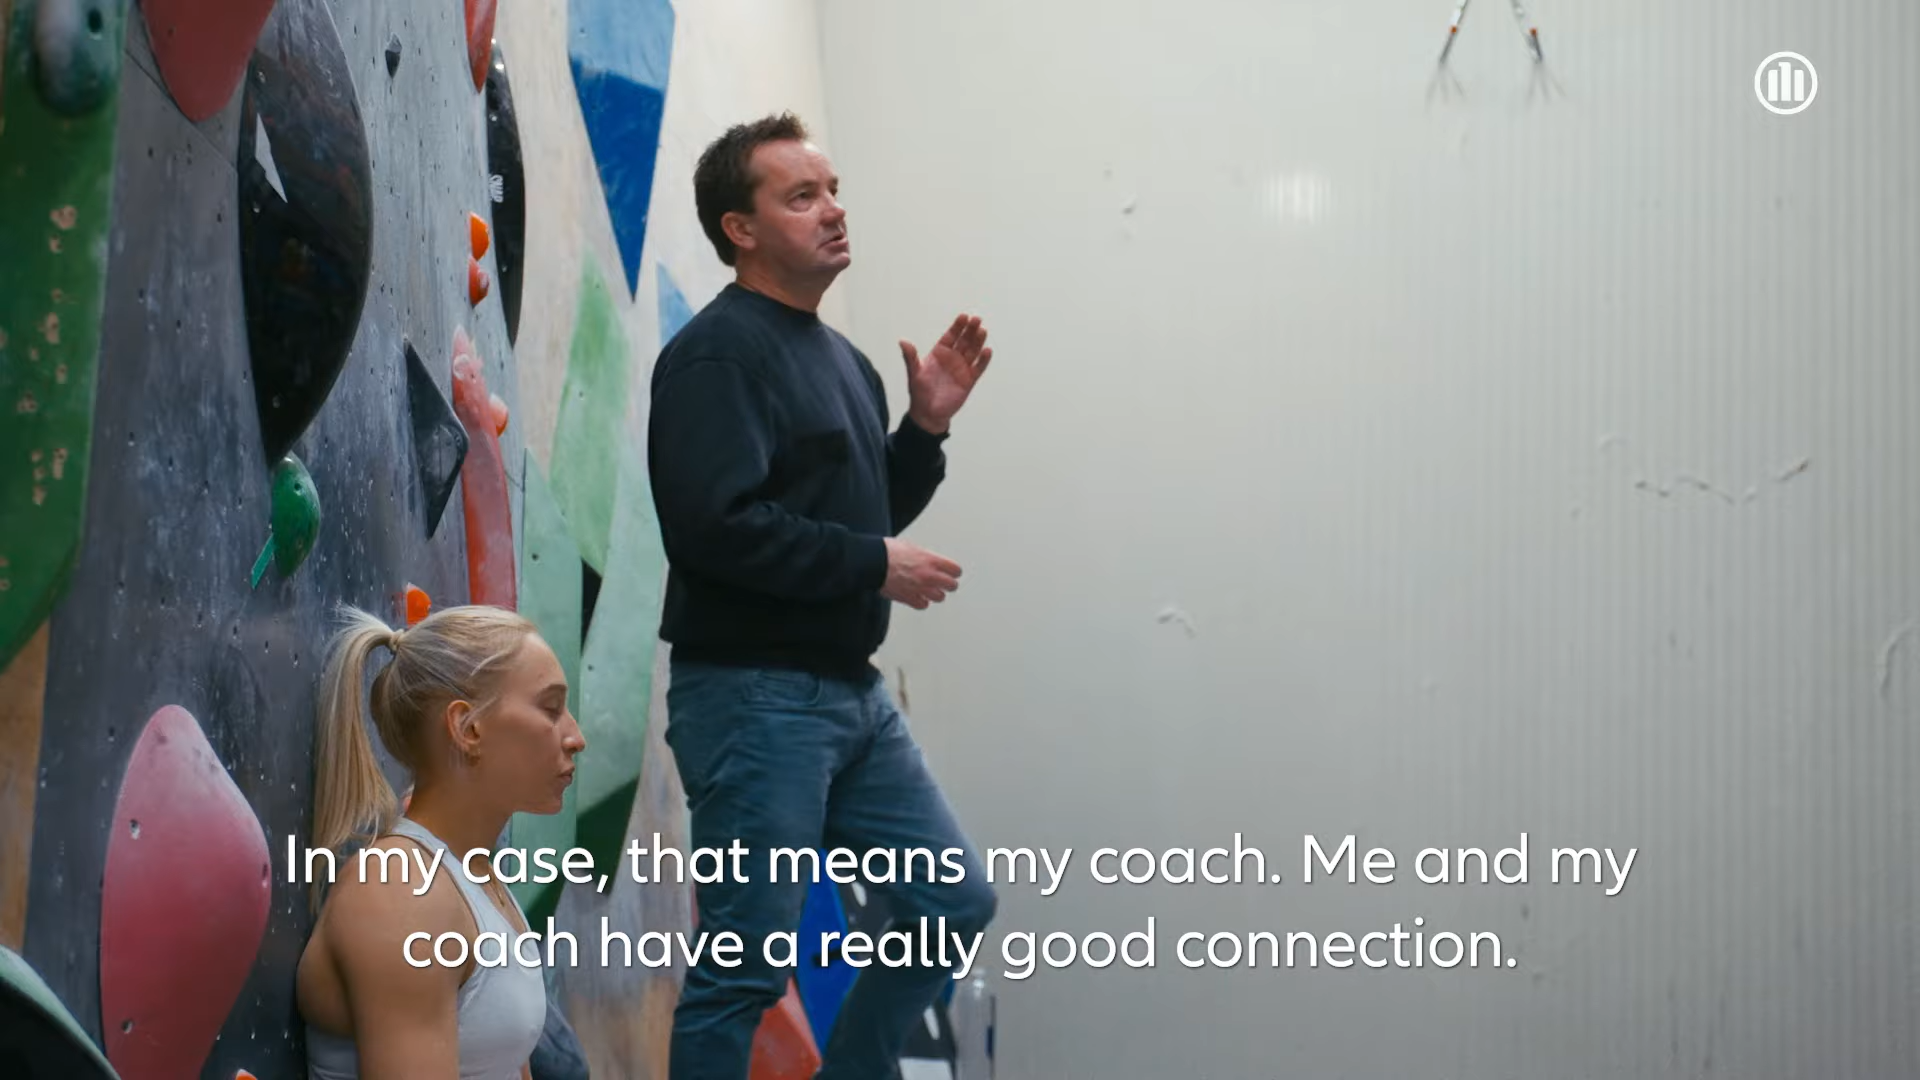 In my case, that means my coach. Me and my
coach have a really good connection.